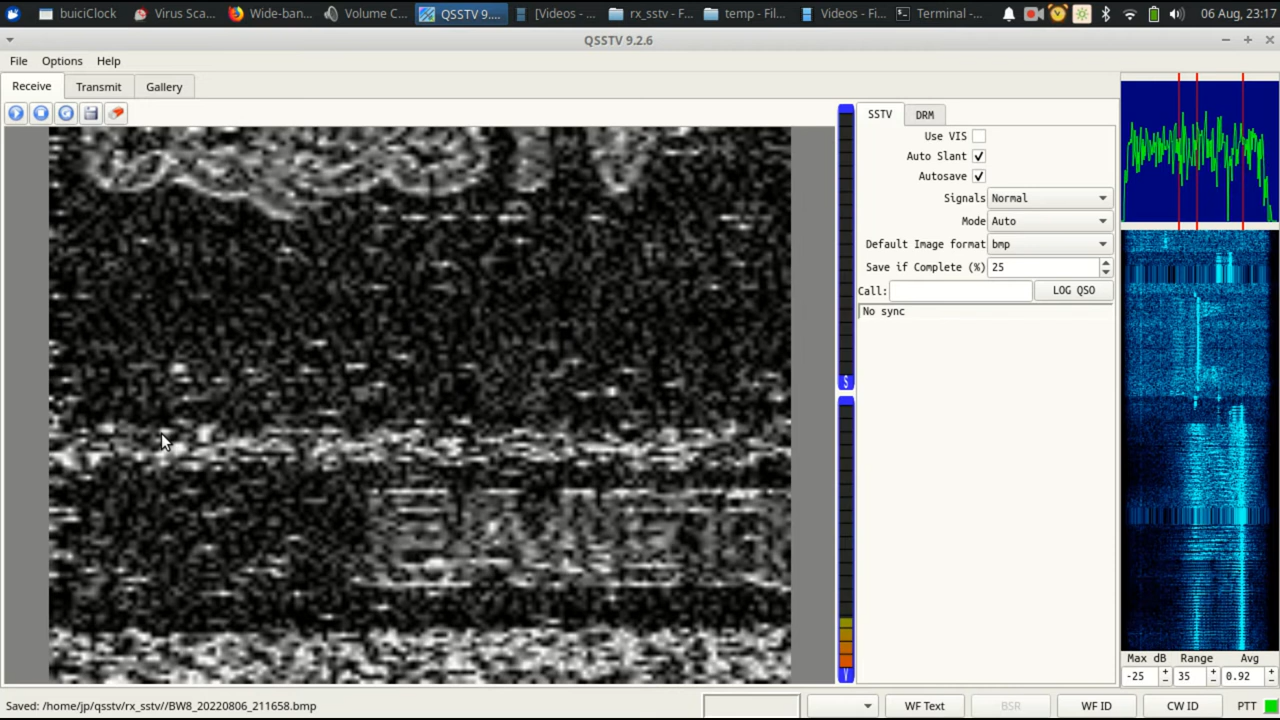 buiciClock Virus Sca... Wide-ban... Volume C... QSSTV 9.... [Videos - ... rx_sstv - F... temp - Fil... Videos - Fi... Terminal -... 06 Aug, 23:17
QSSTV 9.2.6
File Options Help
Receive Transmit Gallery
SSTV DRM
Use VIS
Auto Slant
Autosave
Signals Normal
Mode Auto
Default Image format bmp
Save if Complete (%) 25
Call: LOG QSO
No sync
S
V
Max dB Range Avg
-25 35 0.92
Saved: /home/jp/qsstv/rx_sstv//BW8_20220806_211658.bmp WF Text BSR WF ID CW ID PTT